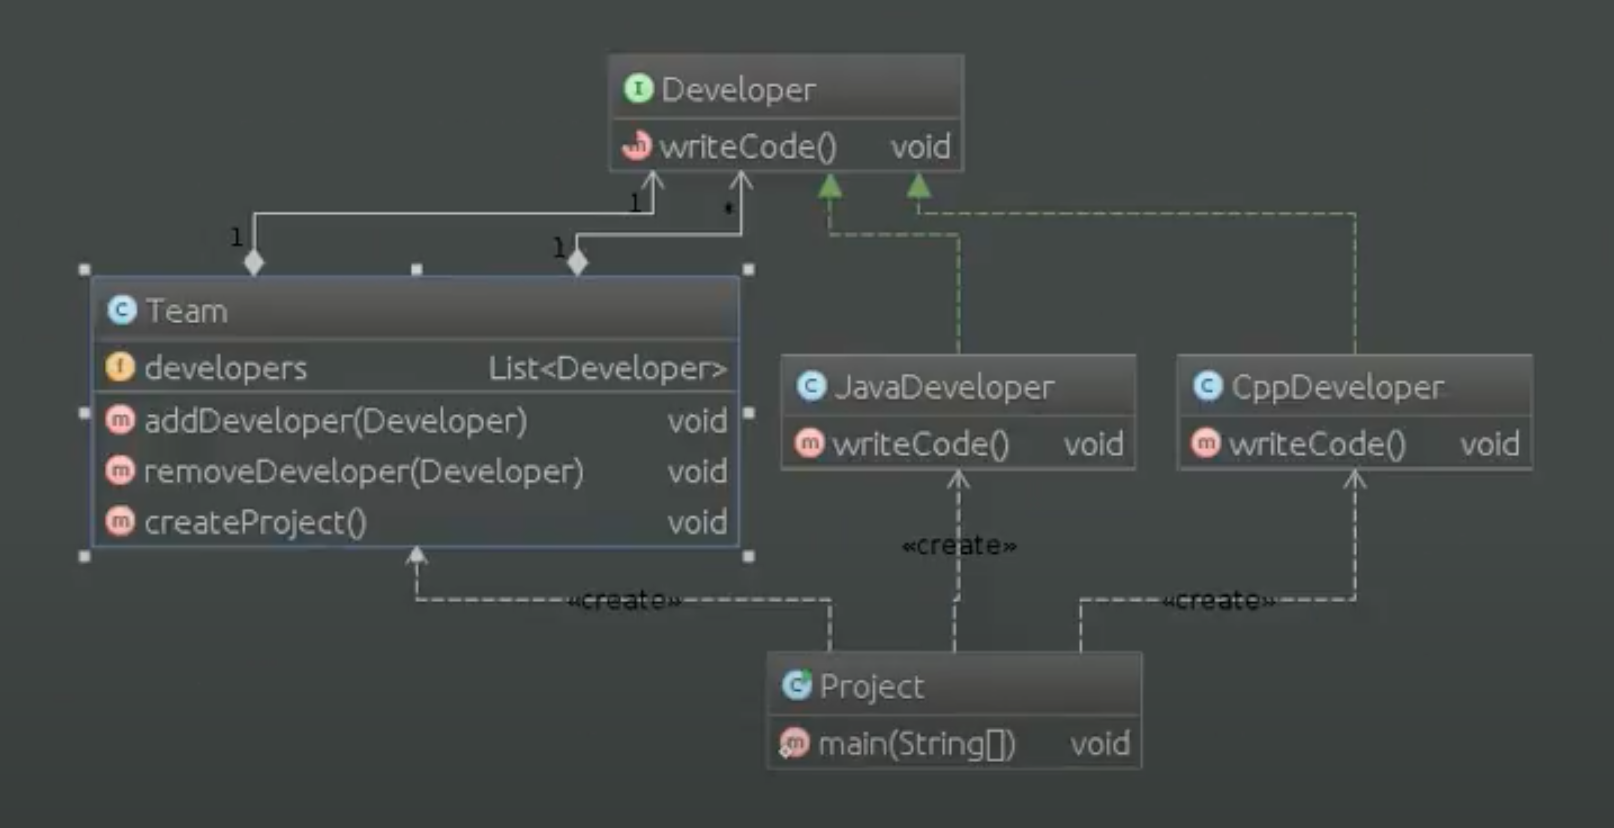 I Developer
m writeCode() void
1 *
1 1
C Team
f developers List<Developer>
m addDeveloper(Developer) void
m removeDeveloper(Developer) void
m createProject() void
C JavaDeveloper
m writeCode() void
C CppDeveloper
m writeCode() void
«create»
«create»
«create»
C Project
m main(String[]) void